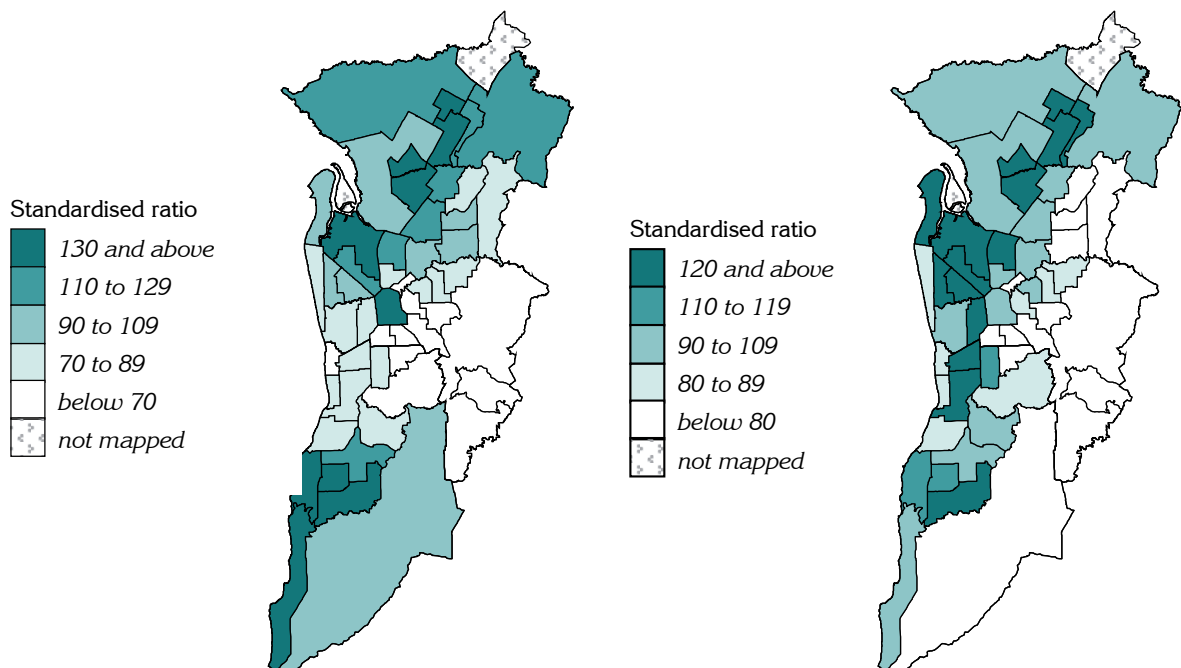 Standardised ratio
130 and above
110 to 129
90 to 109
70 to 89
below 70
not mapped
Standardised ratio
120 and above
110 to 119
90 to 109
80 to 89
below 80
not mapped